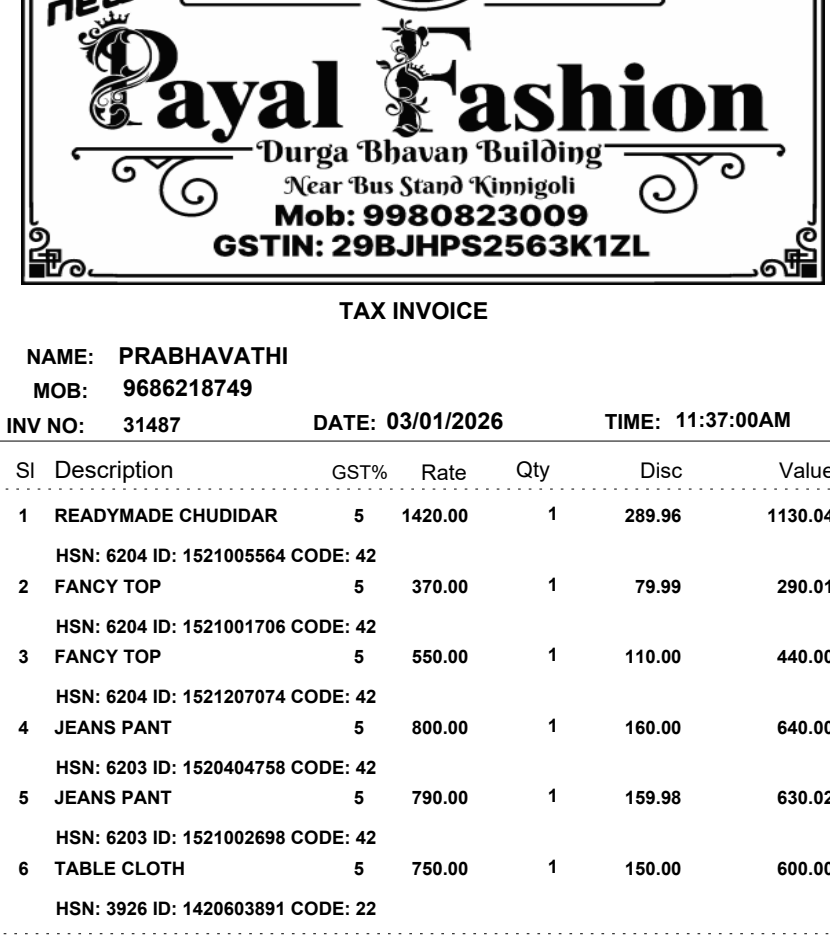 new
Payal Fashion
Durga Bhavan Building
Near Bus Stand Kinnigoli
Mob: 9980823009
GSTIN: 29BJHPS2563K1ZL
TAX INVOICE
NAME: PRABHAVATHI
MOB: 9686218749
INV NO: 31487 DATE: 03/01/2026 TIME: 11:37:00AM
Sl Description GST% Rate Qty Disc Value
1 READYMADE CHUDIDAR 5 1420.00 1 289.96 1130.04
HSN: 6204 ID: 1521005564 CODE: 42
2 FANCY TOP 5 370.00 1 79.99 290.01
HSN: 6204 ID: 1521001706 CODE: 42
3 FANCY TOP 5 550.00 1 110.00 440.00
HSN: 6204 ID: 1521207074 CODE: 42
4 JEANS PANT 5 800.00 1 160.00 640.00
HSN: 6203 ID: 1520404758 CODE: 42
5 JEANS PANT 5 790.00 1 159.98 630.02
HSN: 6203 ID: 1521002698 CODE: 42
6 TABLE CLOTH 5 750.00 1 150.00 600.00
HSN: 3926 ID: 1420603891 CODE: 22